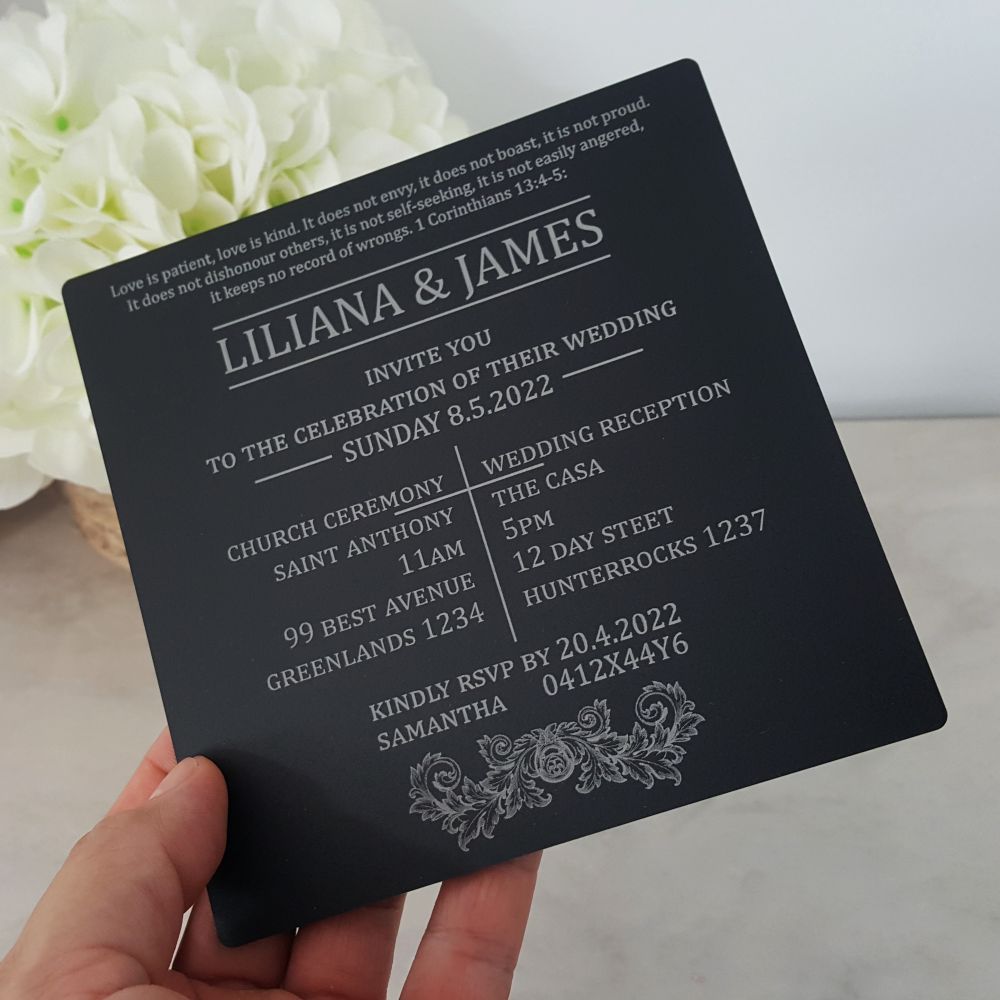 Love is patient, love is kind. It does not envy, it does not boast, it is not proud.
It does not dishonour others, it is not self-seeking, it is not easily angered,
it keeps no record of wrongs. 1 Corinthians 13:4-5:
LILIANA & JAMES
INVITE YOU
TO THE CELEBRATION OF THEIR WEDDING
SUNDAY 8.5.2022
CHURCH CEREMONY
SAINT ANTHONY
11AM
99 BEST AVENUE
GREENLANDS 1234
WEDDING RECEPTION
THE CASA
5PM
12 DAY STEET
HUNTERROCKS 1237
KINDLY RSVP BY 20.4.2022
SAMANTHA 0412X44Y6